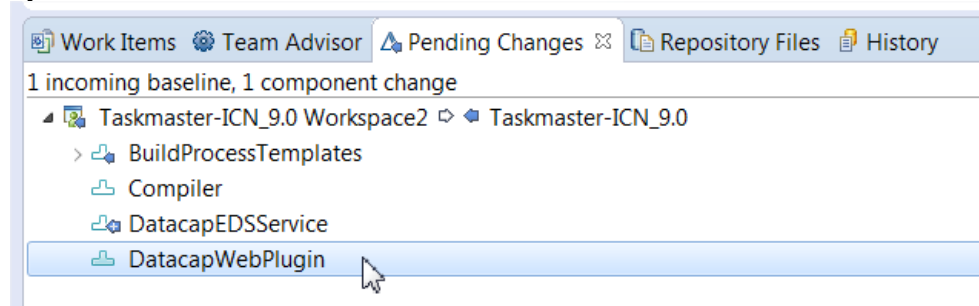 Work Items Team Advisor Pending Changes Repository Files History
1 incoming baseline, 1 component change
Taskmaster-ICN_9.0 Workspace2 Taskmaster-ICN_9.0
BuildProcessTemplates
Compiler
DatacapEDSService
DatacapWebPlugin